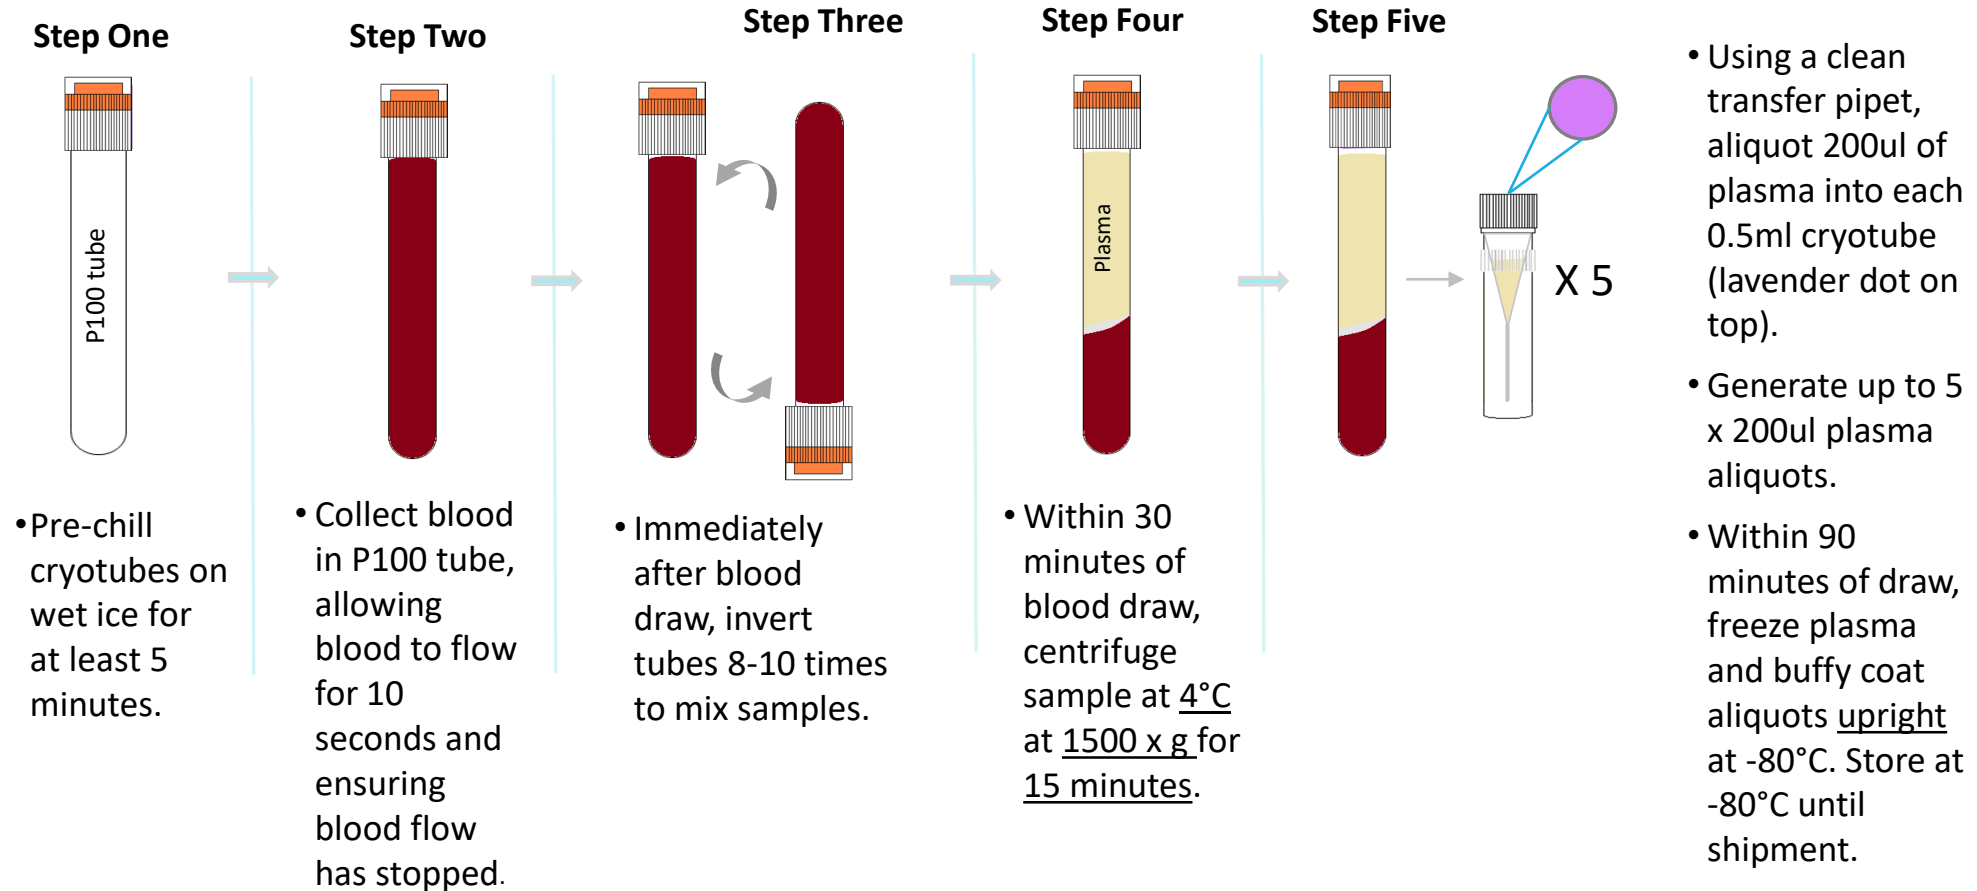 Step One
P100 tube
•Pre-chill
cryotubes on
wet ice for
at least 5
minutes.
Step Two
• Collect blood
in P100 tube,
allowing
blood to flow
for 10
seconds and
ensuring
blood flow
has stopped.
Step Three
• Immediately
after blood
draw, invert
tubes 8-10 times
to mix samples.
Step Four
Plasma
• Within 30
minutes of
blood draw,
centrifuge
sample at 4°C
at 1500 x g for
15 minutes.
Step Five
X 5
• Using a clean
transfer pipet,
aliquot 200ul of
plasma into each
0.5ml cryotube
(lavender dot on
top).
• Generate up to 5
x 200ul plasma
aliquots.
• Within 90
minutes of draw,
freeze plasma
and buffy coat
aliquots upright
at -80°C. Store at
-80°C until
shipment.